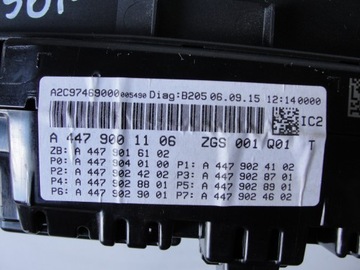 A2C97469000005490 Diag:B205 06.09.15 12:140000
IC2
A 447 900 11 06 ZGS 001 Q01 T
ZB: A 447 901 61 02
P0: A 447 904 01 00 P1: A 447 902 41 02
P2: A 447 902 44 02 P3: A 447 902 87 01
P4: A 447 902 88 01 P5: A 447 902 89 01
P6: A 447 902 90 01 P7: A 447 902 46 02